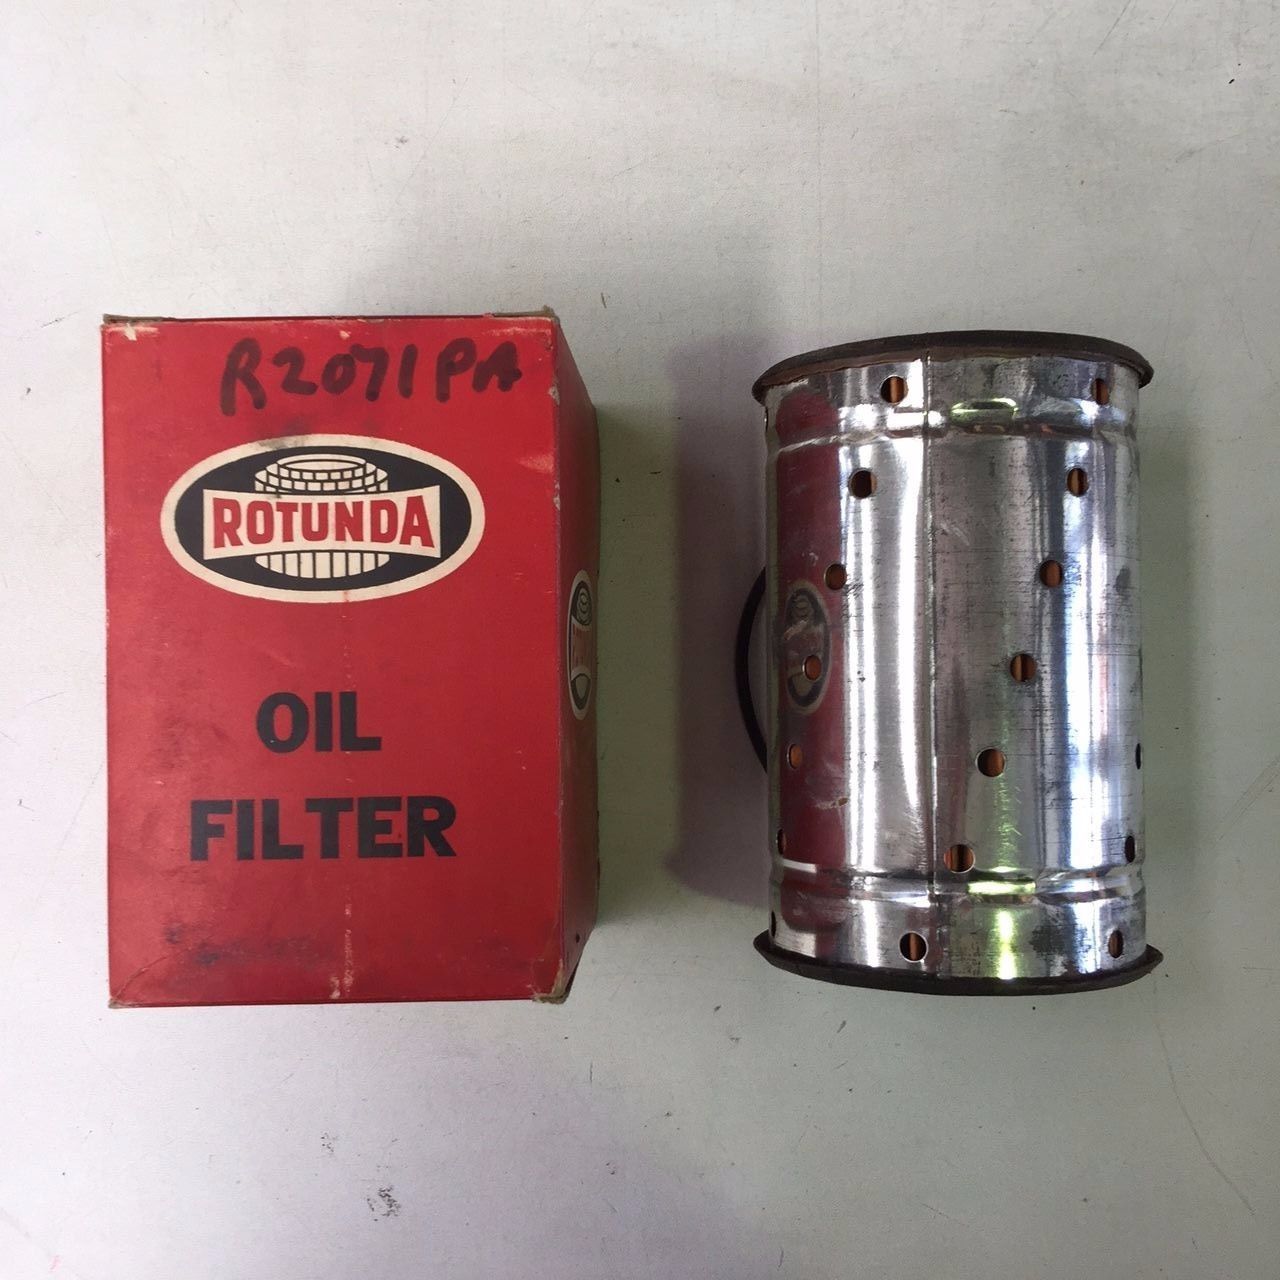 R2071PA
ROTUNDA
OIL
FILTER